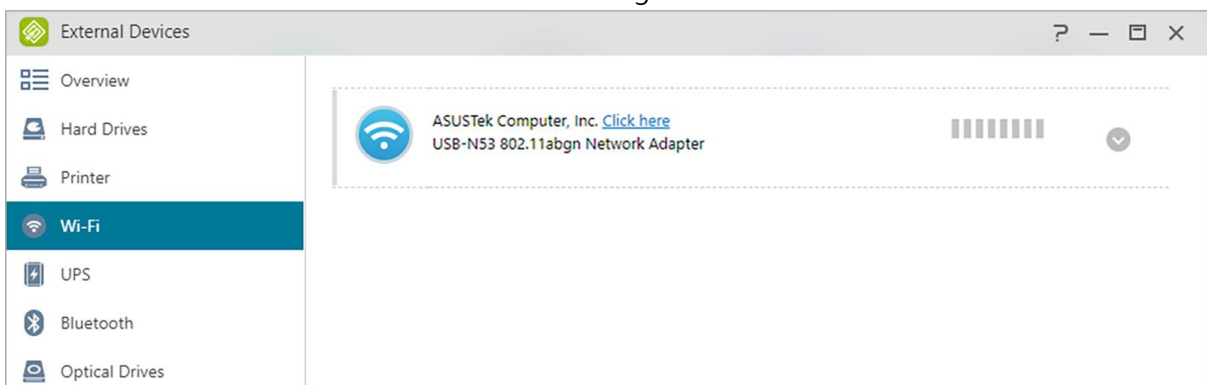 External Devices
Overview
Hard Drives
Printer
Wi-Fi
UPS
Bluetooth
Optical Drives
ASUSTek Computer, Inc. Click here
USB-N53 802.11abgn Network Adapter